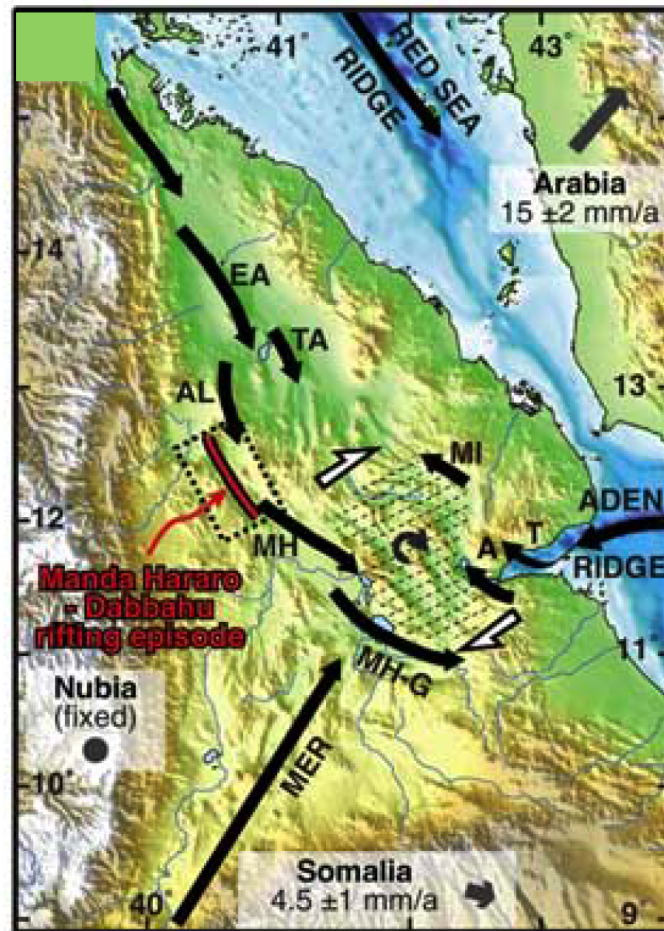 41°
43°
RED SEA
RIDGE
Arabia
15 ±2 mm/a
14
EA
TA
13
AL
MI
ADEN
12
MH
A
T
RIDGE
Manda Hararo
- Dabbahu
rifting episode
11
MH-G
Nubia
(fixed)
MER
10°
Somalia
4.5 ±1 mm/a
40°
9°